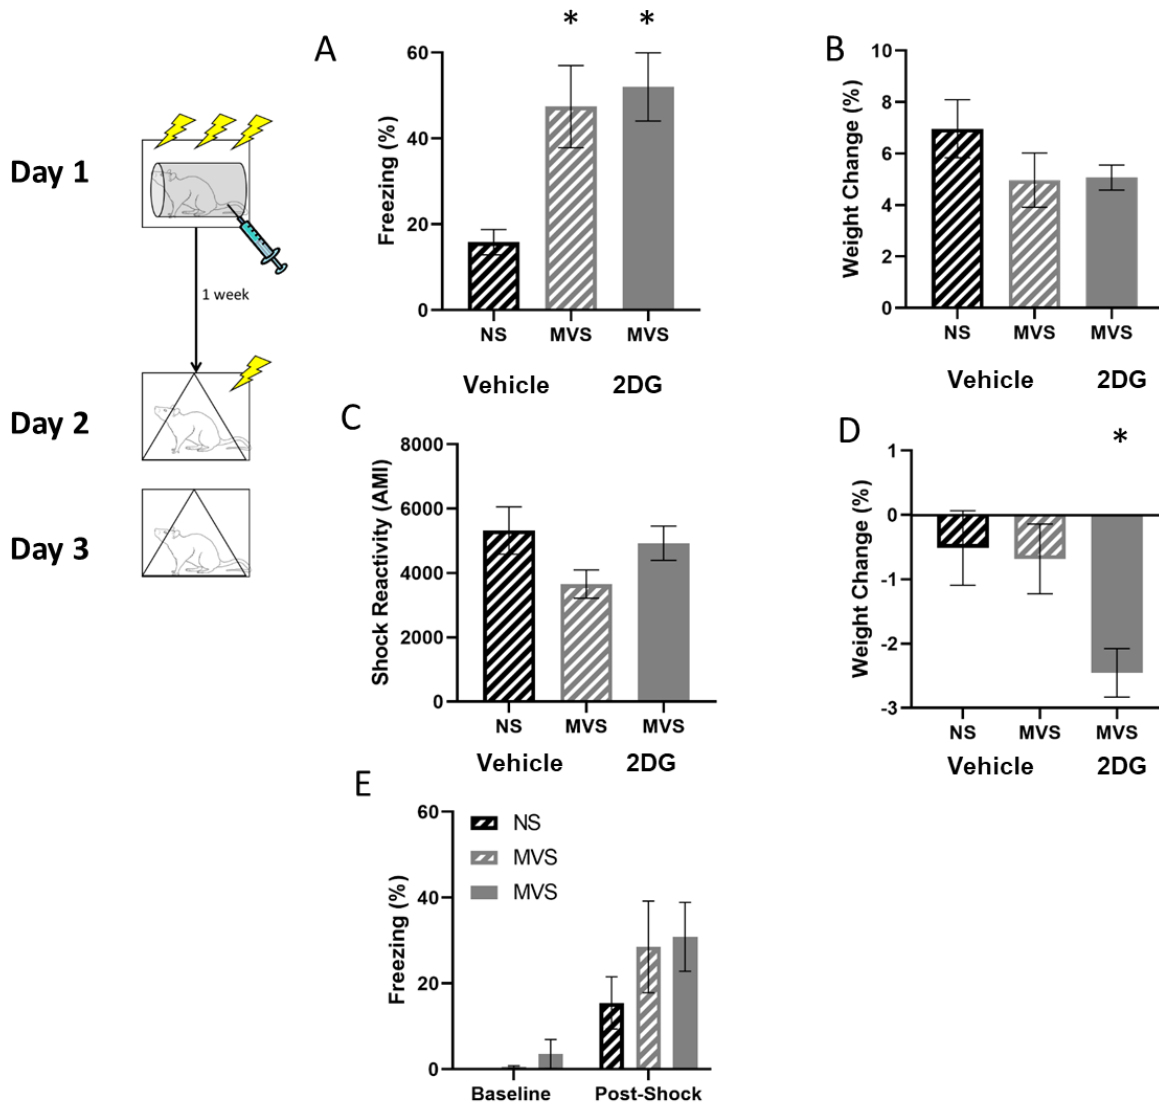 Day 1
1 week
Day 2
Day 3
A
*
*
Freezing (%)
60
40
20
0
NS
MVS
MVS
Vehicle
2DG
B
Weight Change (%)
10
8
6
4
2
0
NS
MVS
MVS
Vehicle
2DG
C
Shock Reactivity (AMI)
8000
6000
4000
2000
0
NS
MVS
MVS
Vehicle
2DG
D
*
Weight Change (%)
1
0
-1
-2
-3
NS
MVS
MVS
Vehicle
2DG
E
Freezing (%)
60
40
20
0
NS
MVS
MVS
Baseline
Post-Shock